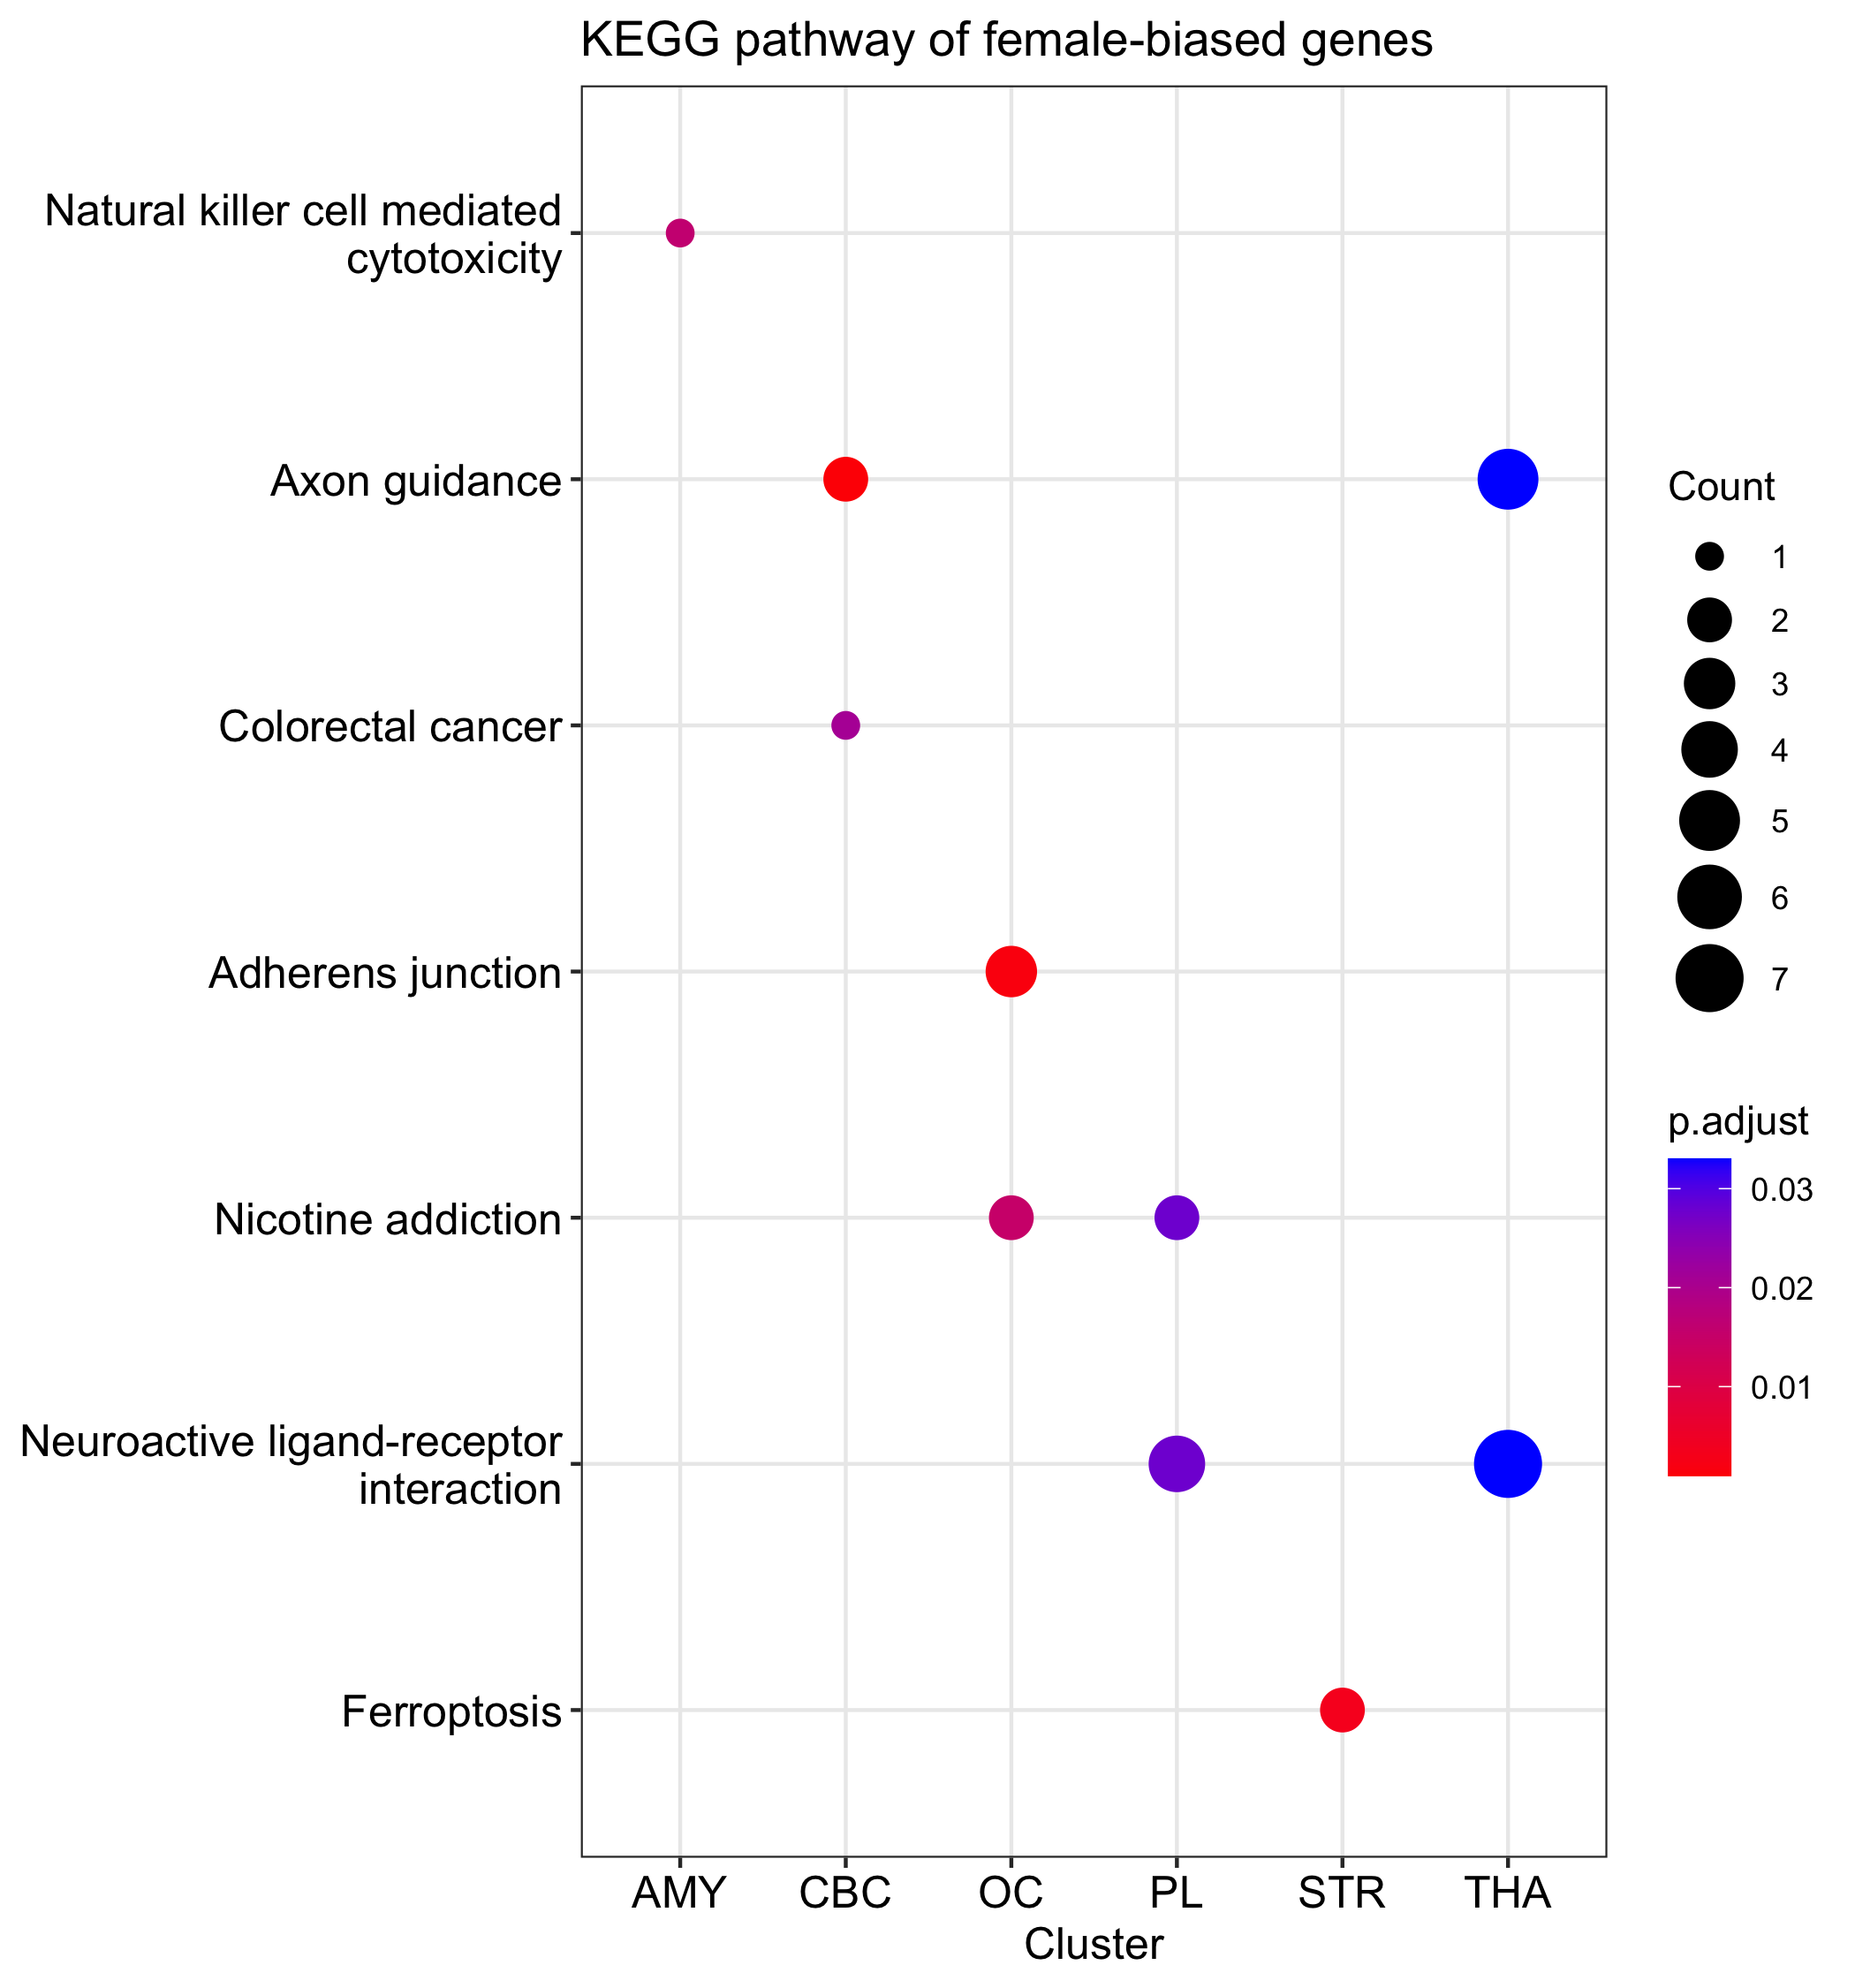 KEGG pathway of female-biased genes
Natural killer cell mediated
cytotoxicity
Axon guidance
Colorectal cancer
Adherens junction
Nicotine addiction
Neuroactive ligand-receptor
interaction
Ferroptosis
AMY CBC OC PL STR THA
Cluster
Count
1
2
3
4
5
6
7
p.adjust
0.03
0.02
0.01